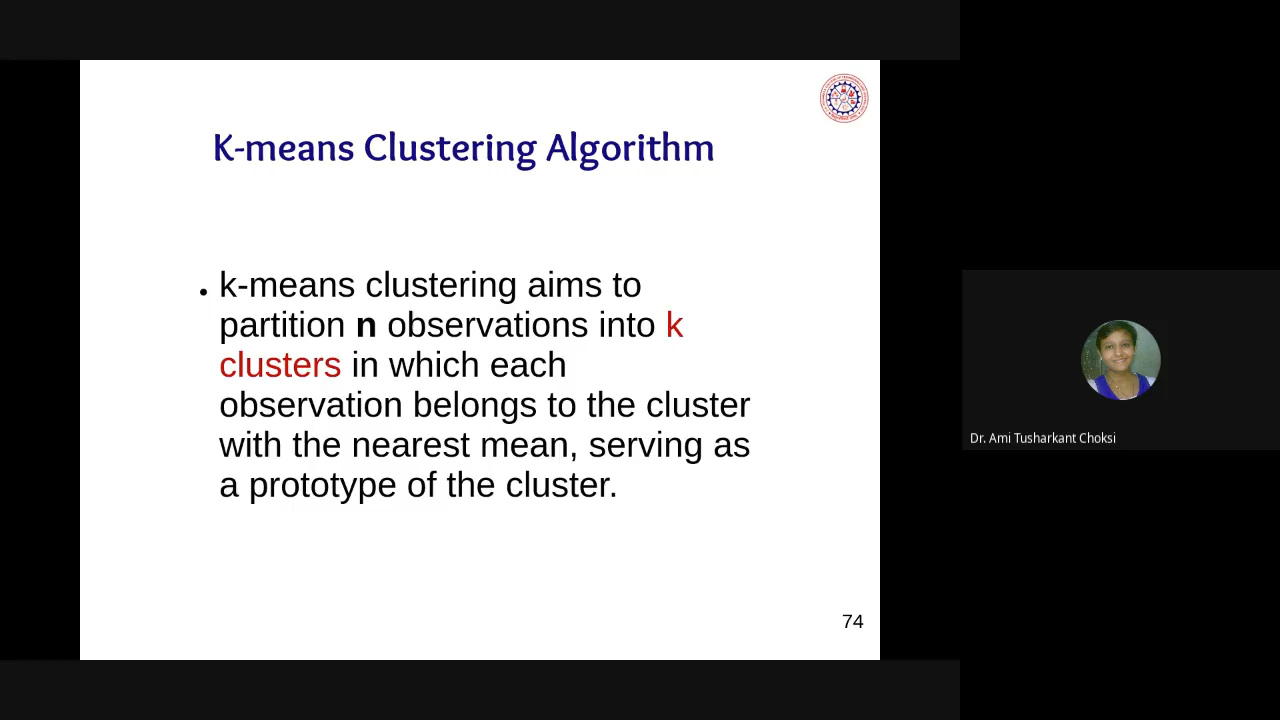 K-means Clustering Algorithm
• k-means clustering aims to
partition n observations into k
clusters in which each
observation belongs to the cluster
with the nearest mean, serving as
a prototype of the cluster.
74
Dr. Ami Tusharkant Choksi